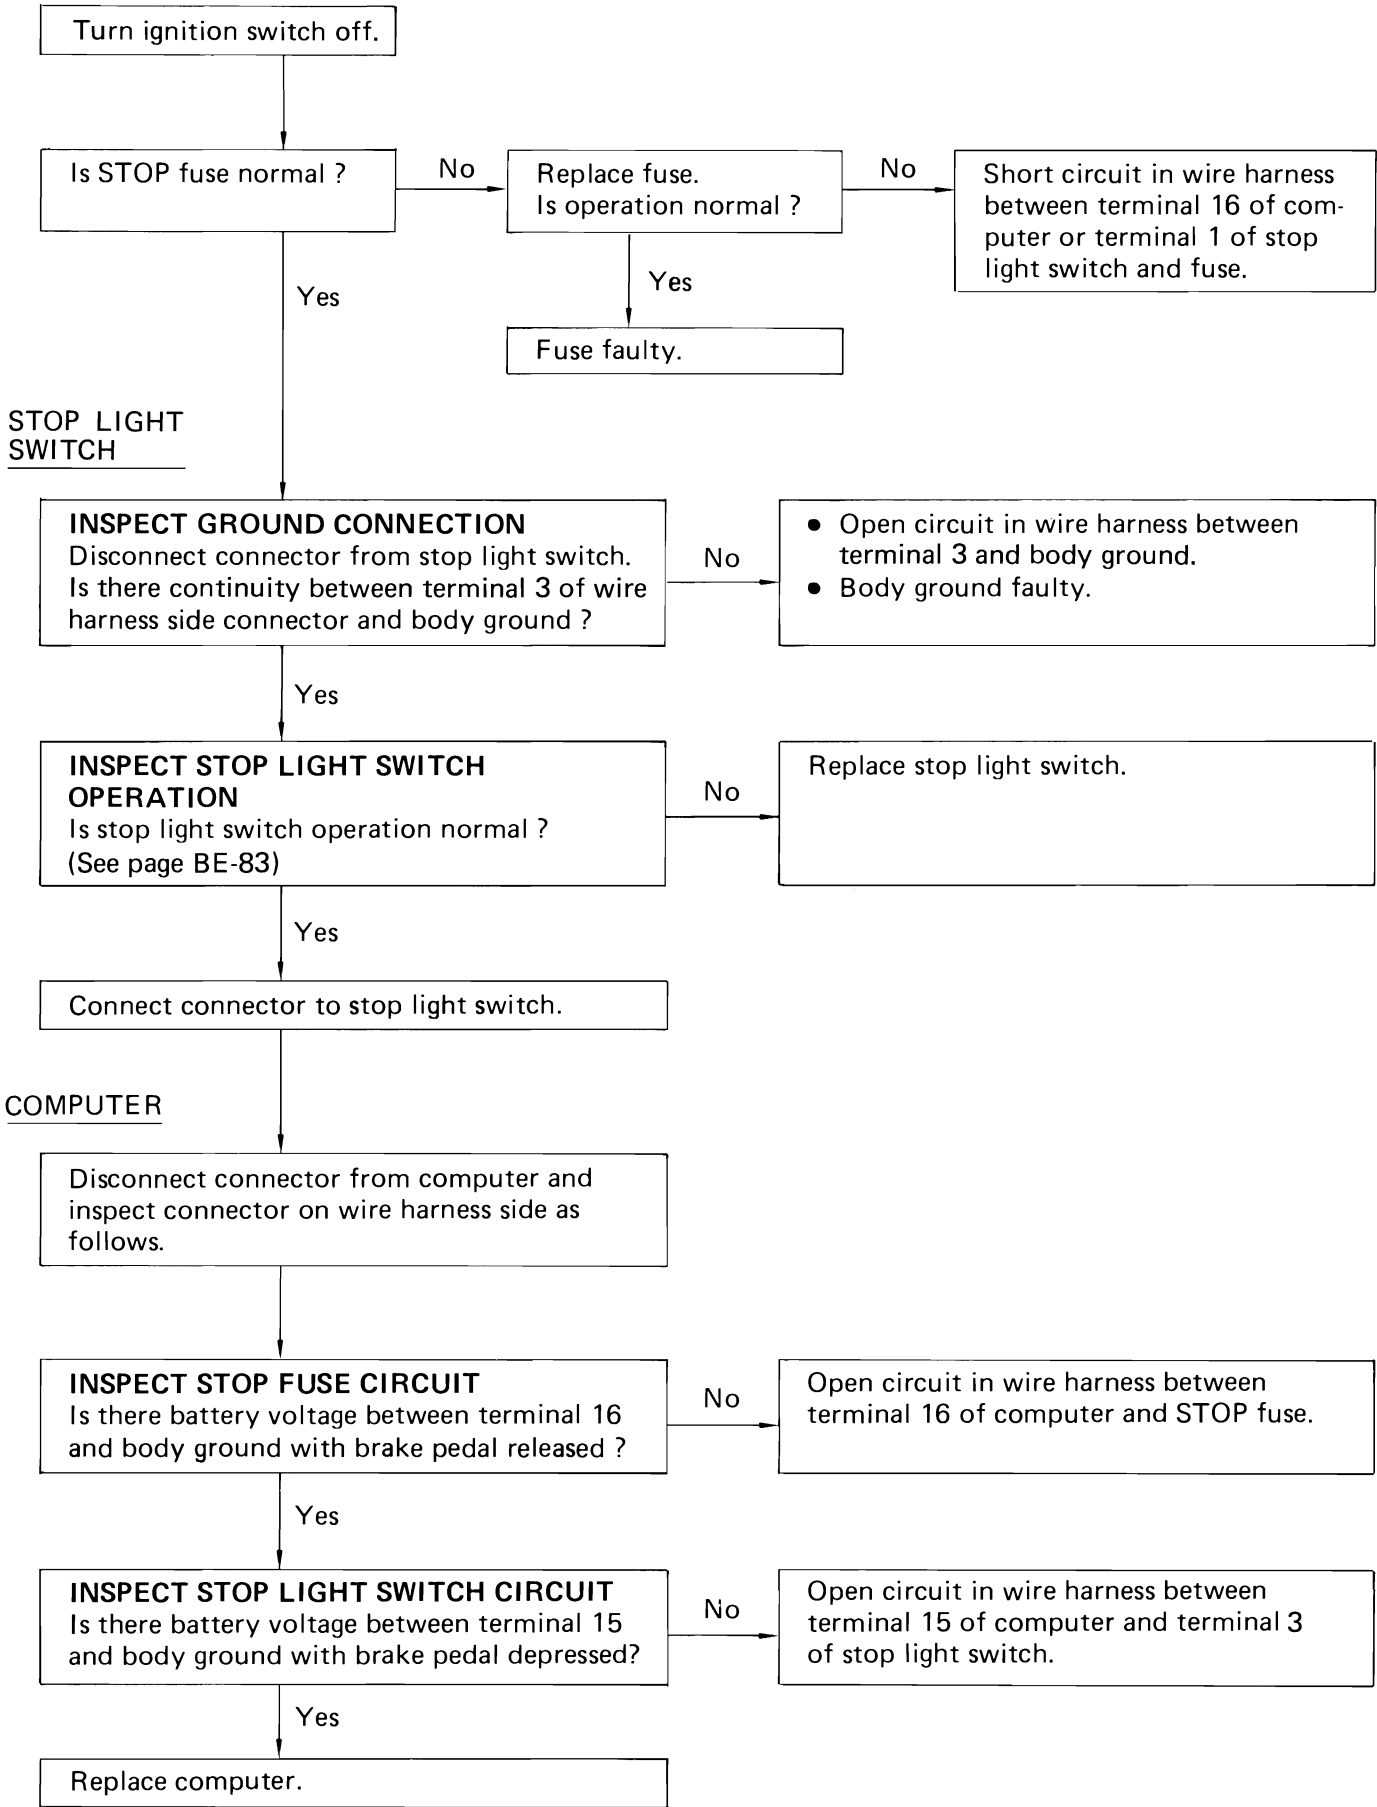 Turn ignition switch off.
Is STOP fuse normal ?
No
Replace fuse.
Is operation normal ?
No
Short circuit in wire harness
between terminal 16 of com-
puter or terminal 1 of stop
light switch and fuse.
Yes
Yes
Fuse faulty.
STOP LIGHT
SWITCH
INSPECT GROUND CONNECTION
Disconnect connector from stop light switch.
Is there continuity between terminal 3 of wire
harness side connector and body ground ?
No
● Open circuit in wire harness between
terminal 3 and body ground.
● Body ground faulty.
Yes
INSPECT STOP LIGHT SWITCH
OPERATION
Is stop light switch operation normal ?
(See page BE-83)
No
Replace stop light switch.
Yes
Connect connector to stop light switch.
COMPUTER
Disconnect connector from computer and
inspect connector on wire harness side as
follows.
INSPECT STOP FUSE CIRCUIT
Is there battery voltage between terminal 16
and body ground with brake pedal released ?
No
Open circuit in wire harness between
terminal 16 of computer and STOP fuse.
Yes
INSPECT STOP LIGHT SWITCH CIRCUIT
Is there battery voltage between terminal 15
and body ground with brake pedal depressed?
No
Open circuit in wire harness between
terminal 15 of computer and terminal 3
of stop light switch.
Yes
Replace computer.